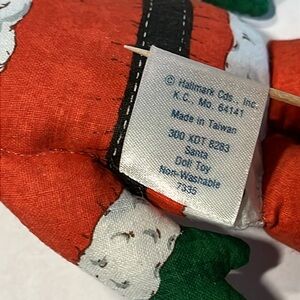 © Hallmark Cds., Inc.
K.C., Mo. 64141
Made in Taiwan
300 XDT 8283
Santa
Doll Toy
Non-Washable
7335